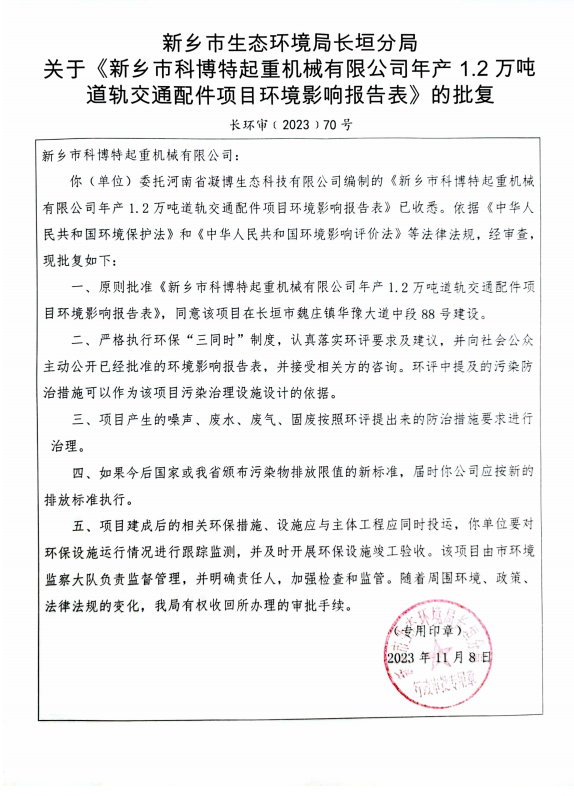 新乡市生态环境局长垣分局
关于《新乡市科博特起重机械有限公司年产 1.2 万吨
道轨交通配件项目环境影响报告表》的批复
长环审﹝2023﹞70 号
新乡市科博特起重机械有限公司：
你（单位）委托河南省凝博生态科技有限公司编制的《新乡市科博特起重机械
有限公司年产 1.2 万吨道轨交通配件项目环境影响报告表》已收悉。依据《中华人
民共和国环境保护法》和《中华人民共和国环境影响评价法》等法律法规，经审查，
现批复如下：
一、原则批准《新乡市科博特起重机械有限公司年产 1.2 万吨道轨交通配件项
目环境影响报告表》，同意该项目在长垣市魏庄镇华豫大道中段 88 号建设。
二、严格执行环保“三同时”制度，认真落实环评要求及建议，并向社会公众
主动公开已经批准的环境影响报告表，并接受相关方的咨询。环评中提及的污染防
治措施可以作为该项目污染治理设施设计的依据。
三、项目产生的噪声、废水、废气、固废按照环评提出来的防治措施要求进行
治理。
四、如果今后国家或我省颁布污染物排放限值的新标准，届时你公司应按新的
排放标准执行。
五、项目建成后的相关环保措施、设施应与主体工程应同时投运，你单位要对
环保设施运行情况进行跟踪监测，并及时开展环保设施竣工验收。该项目由市环境
监察大队负责监督管理，并明确责任人，加强检查和监管。随着周围环境、政策、
法律法规的变化，我局有权收回所办理的审批手续。
（专用印章）
2023 年 11 月 8 日
行政审批专用章